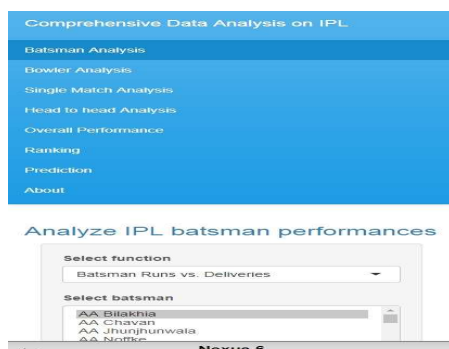 Comprehensive Data Analysis on IPL
Batsman Analysis
Bowler Analysis
Single Match Analysis
Head to head Analysis
Overall Performance
Ranking
Prediction
About
Analyze IPL batsman performances
Select function
Batsman Runs vs. Deliveries
Select batsman
AA Bilakhia
AA Chavan
AA Jhunjhunwala
AA Noffke
Nexus 6